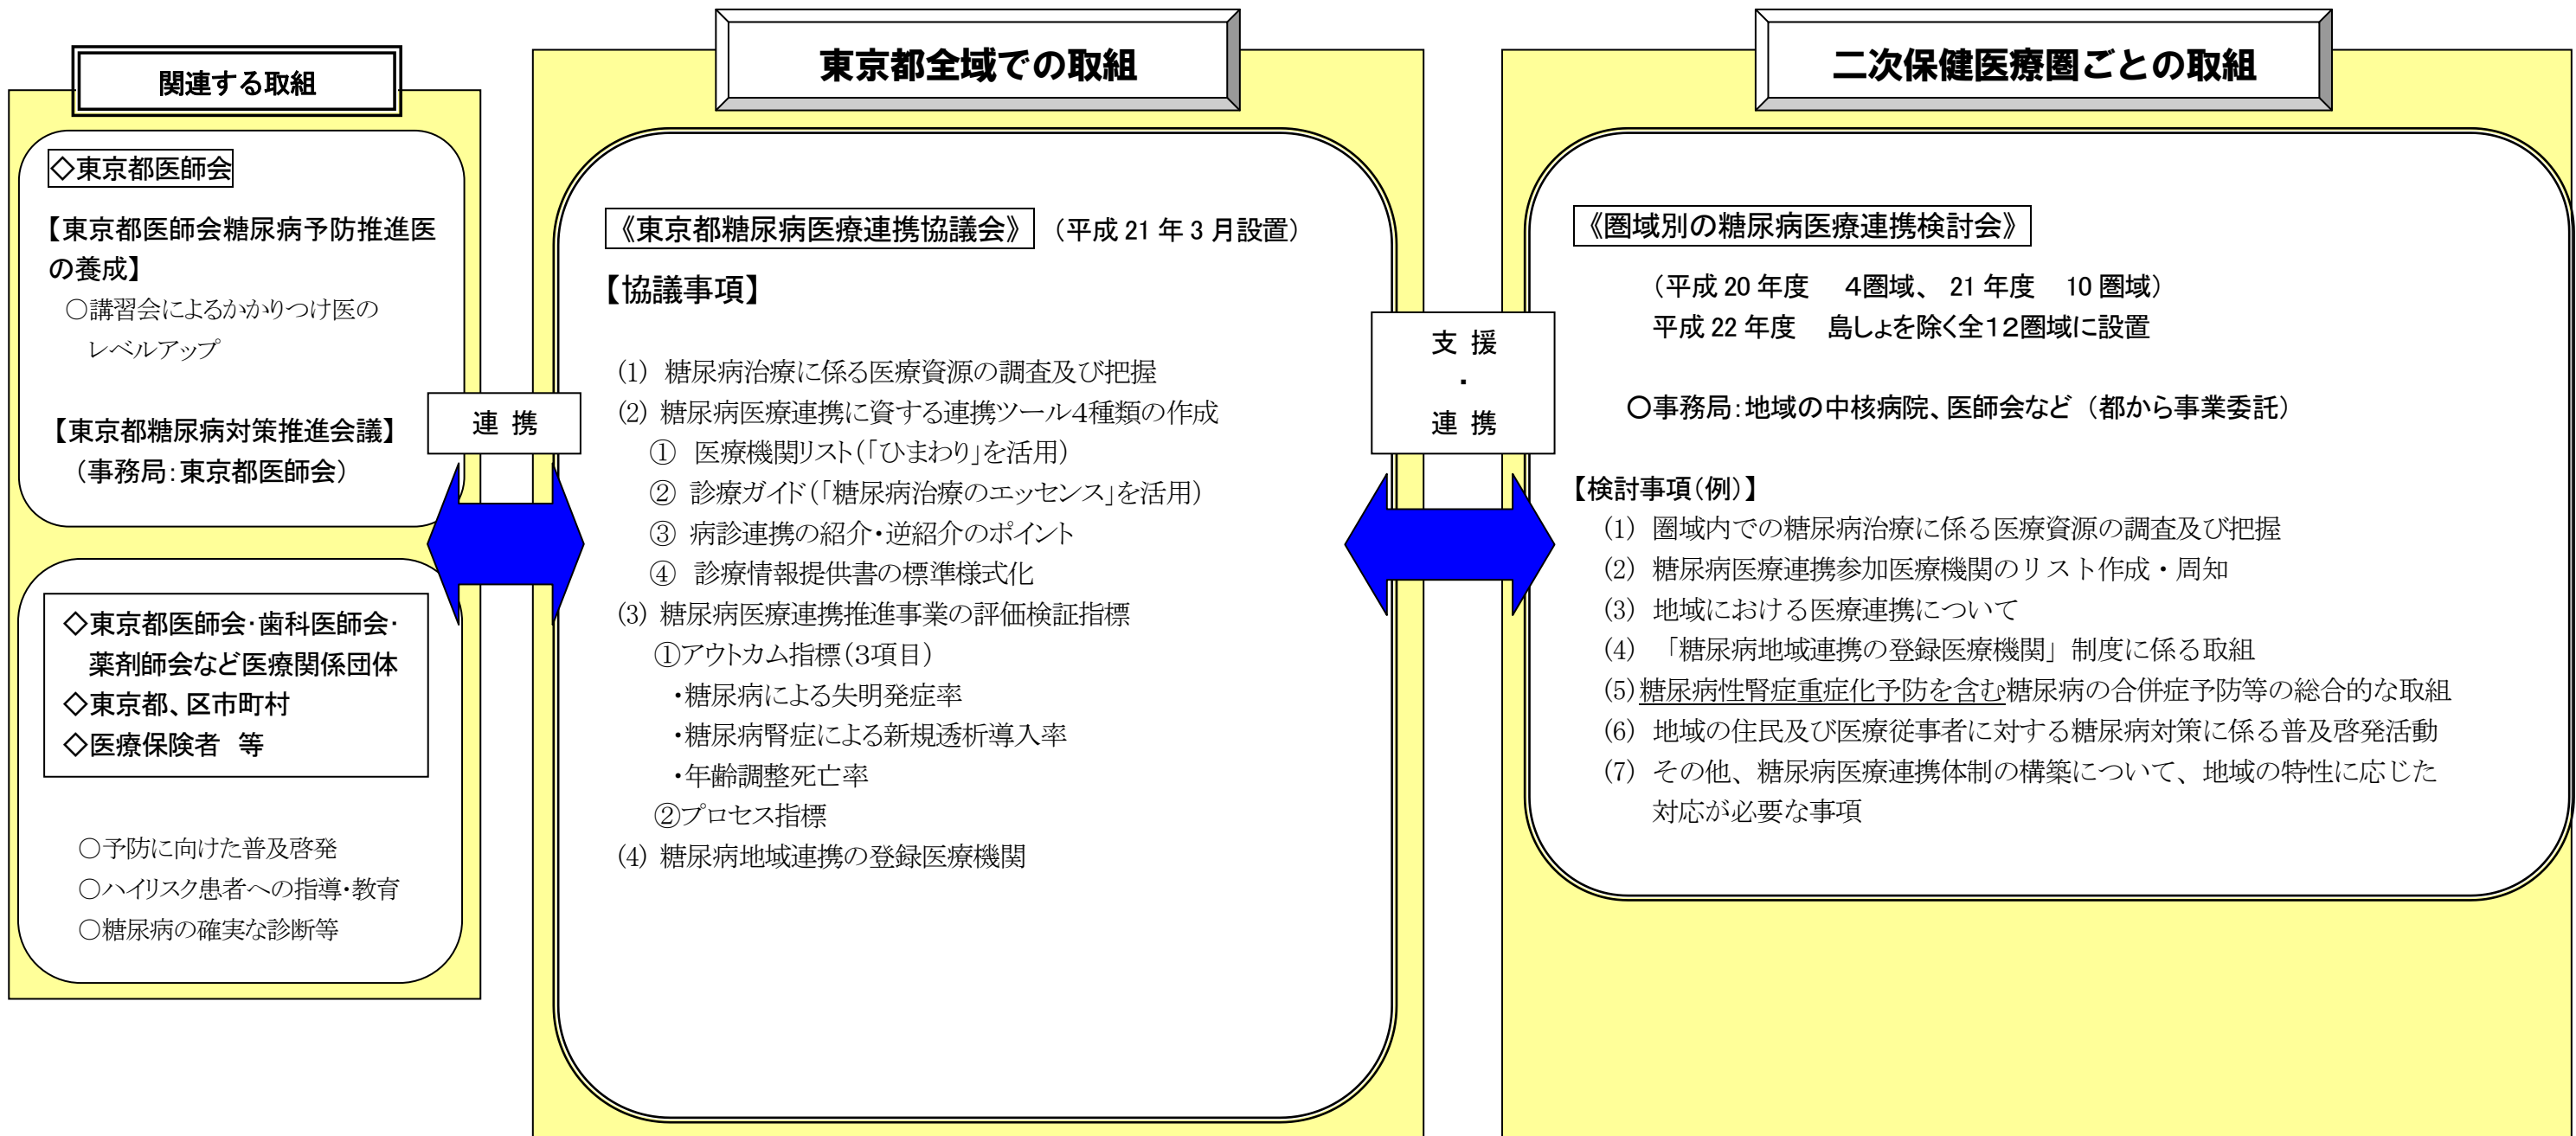 関連する取組
◇東京都医師会
【東京都医師会糖尿病予防推進医
の養成】
○講習会によるかかりつけ医の
レベルアップ
【東京都糖尿病対策推進会議】
（事務局：東京都医師会）
◇東京都医師会・歯科医師会・
薬剤師会など医療関係団体
◇東京都、区市町村
◇医療保険者　等
○予防に向けた普及啓発
○ハイリスク患者への指導・教育
○糖尿病の確実な診断等
連 携
東京都全域での取組
《東京都糖尿病医療連携協議会》 （平成 21 年 3 月設置）
【協議事項】
(1) 糖尿病治療に係る医療資源の調査及び把握
(2) 糖尿病医療連携に資する連携ツール４種類の作成
① 医療機関リスト（「ひまわり」を活用）
② 診療ガイド（「糖尿病治療のエッセンス」を活用）
③ 病診連携の紹介・逆紹介のポイント
④ 診療情報提供書の標準様式化
(3) 糖尿病医療連携推進事業の評価検証指標
①アウトカム指標（３項目）
・糖尿病による失明発症率
・糖尿病腎症による新規透析導入率
・年齢調整死亡率
②プロセス指標
(4) 糖尿病地域連携の登録医療機関
支 援
・
連 携
二次保健医療圏ごとの取組
《圏域別の糖尿病医療連携検討会》
（平成 20 年度　４圏域、 21 年度　10 圏域）
平成 22 年度　島しょを除く全１２圏域に設置
○事務局：地域の中核病院、医師会など （都から事業委託）
【検討事項（例）】
(1) 圏域内での糖尿病治療に係る医療資源の調査及び把握
(2) 糖尿病医療連携参加医療機関のリスト作成・周知
(3) 地域における医療連携について
(4) 「糖尿病地域連携の登録医療機関」制度に係る取組
(5) 糖尿病性腎症重症化予防を含む糖尿病の合併症予防等の総合的な取組
(6) 地域の住民及び医療従事者に対する糖尿病対策に係る普及啓発活動
(7) その他、糖尿病医療連携体制の構築について、地域の特性に応じた
対応が必要な事項